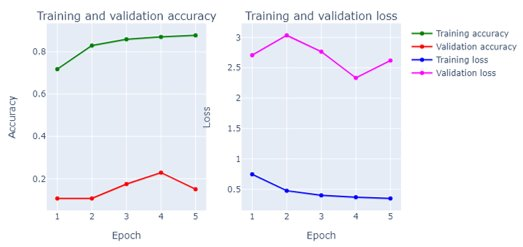 Training and validation accuracy
Training and validation loss
Accuracy
0.8
0.6
0.4
0.2
1 2 3 4 5
Epoch
Loss
3
2.5
2
1.5
1
0.5
1 2 3 4 5
Epoch
Training accuracy
Validation accuracy
Training loss
Validation loss